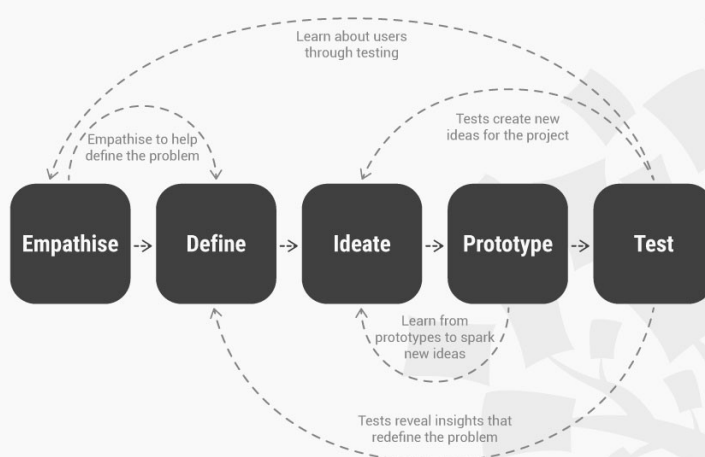 Learn about users
through testing
Empathise to help
define the problem
Tests create new
ideas for the project
Empathise
Define
Ideate
Prototype
Test
Learn from
prototypes to spark
new ideas
Tests reveal insights that
redefine the problem